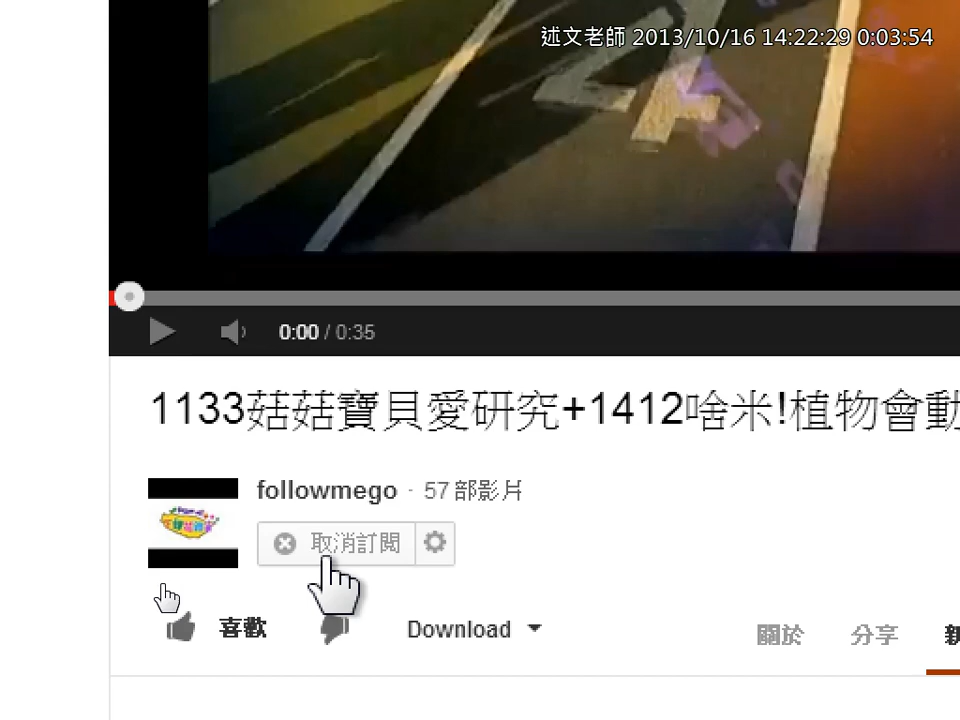 述文老師 2013/10/16 14:22:29 0:03:54
0:00 / 0:35
1133菇菇寶貝愛研究+1412啥米!植物會動
followmego · 57 部影片
取消訂閱
喜歡
Download
關於
分享
新